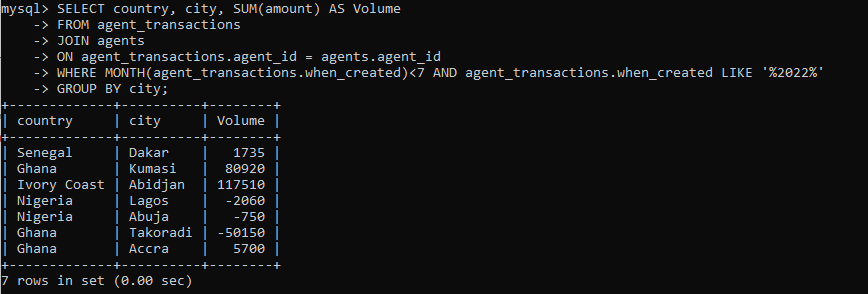 mysql> SELECT country, city, SUM(amount) AS Volume
    -> FROM agent_transactions
    -> JOIN agents
    -> ON agent_transactions.agent_id = agents.agent_id
    -> WHERE MONTH(agent_transactions.when_created)<7 AND agent_transactions.when_created LIKE '%2022%'
    -> GROUP BY city;
+-------------+----------+--------+
| country     | city     | Volume |
+-------------+----------+--------+
| Senegal     | Dakar    |   1735 |
| Ghana       | Kumasi   |  80920 |
| Ivory Coast | Abidjan  | 117510 |
| Nigeria     | Lagos    |  -2060 |
| Nigeria     | Abuja    |   -750 |
| Ghana       | Takoradi | -50150 |
| Ghana       | Accra    |   5700 |
+-------------+----------+--------+
7 rows in set (0.00 sec)